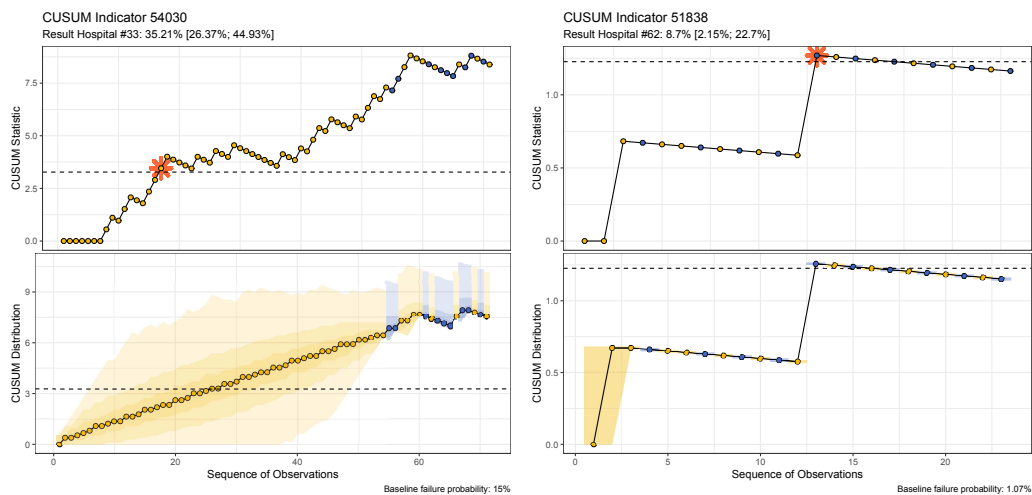 CUSUM Indicator 54030
Result Hospital #33: 35.21% [26.37%; 44.93%]
CUSUM Statistic
7.5
5.0
2.5
0.0
CUSUM Distribution
9
6
3
0
0 20 40 60
Sequence of Observations
Baseline failure probability: 15%
CUSUM Indicator 51838
Result Hospital #62: 8.7% [2.15%; 22.7%]
CUSUM Statistic
1.0
0.5
0.0
CUSUM Distribution
1.0
0.5
0.0
0 5 10 15 20
Sequence of Observations
Baseline failure probability: 1.07%